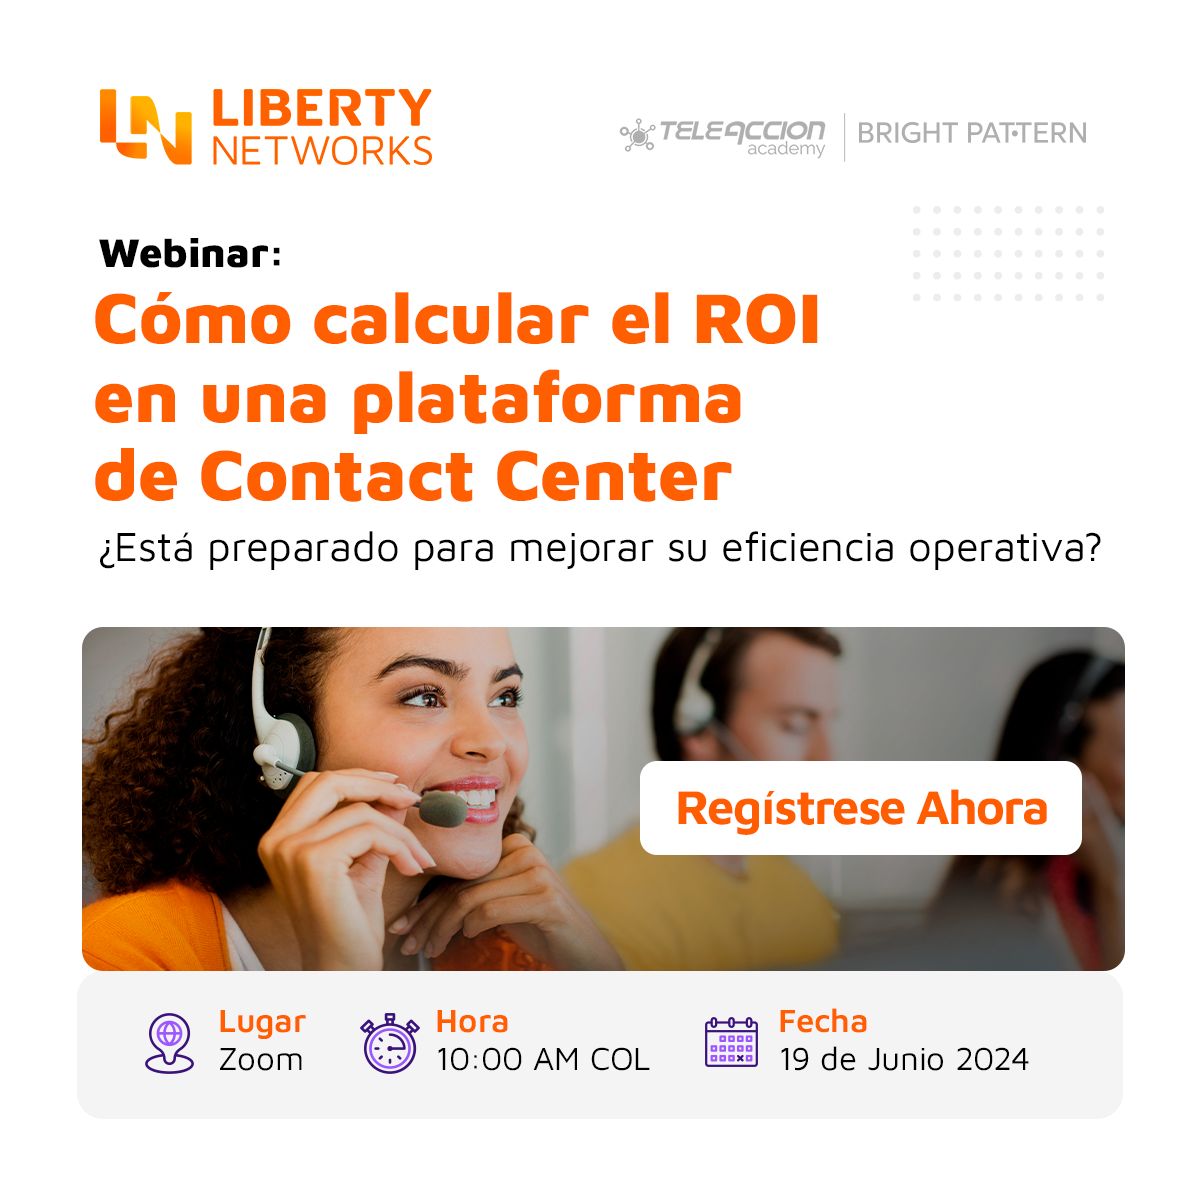 LIBERTY
NETWORKS
TELEACCION
academy
BRIGHT PATTERN
Webinar:
Cómo calcular el ROI
en una plataforma
de Contact Center
¿Está preparado para mejorar su eficiencia operativa?
Regístrese Ahora
Lugar
Zoom
Hora
10:00 AM COL
Fecha
19 de Junio 2024